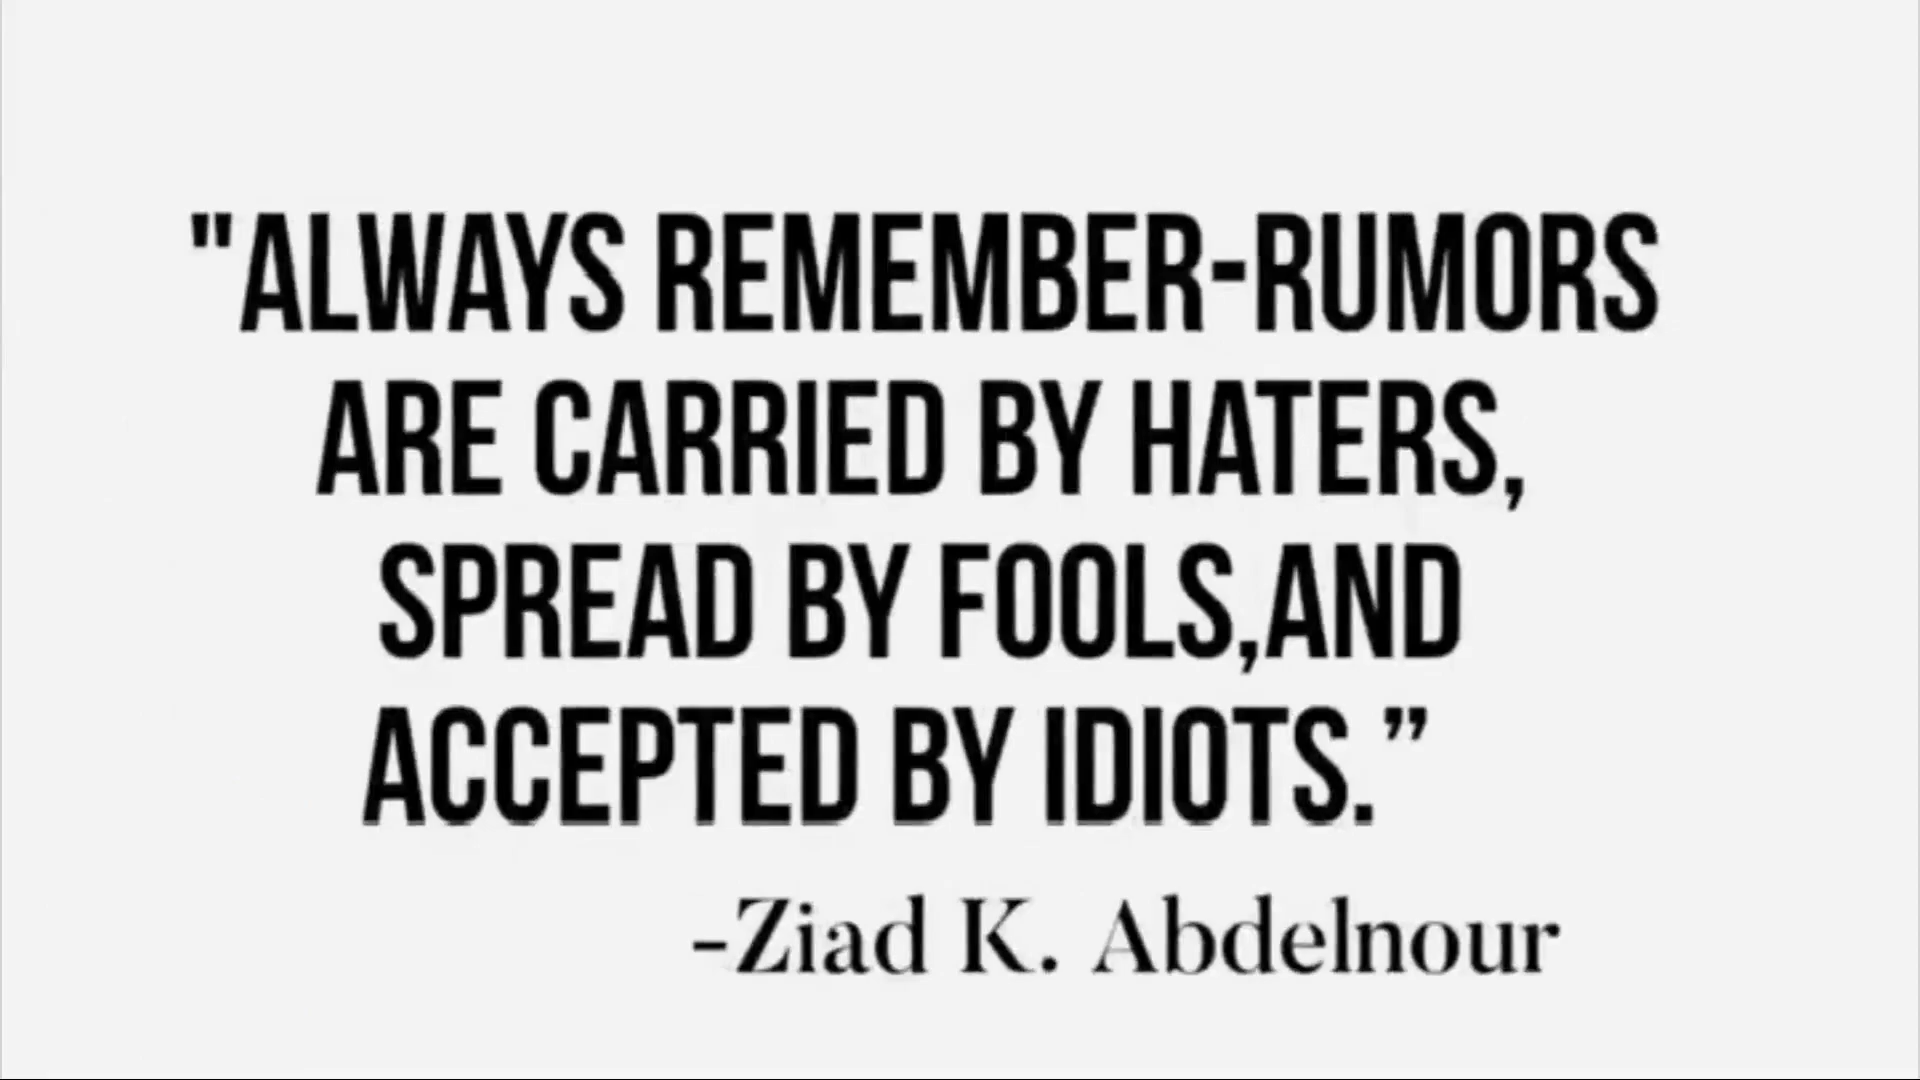 "ALWAYS REMEMBER-RUMORS
ARE CARRIED BY HATERS,
SPREAD BY FOOLS,AND
ACCEPTED BY IDIOTS.”
-Ziad K. Abdelnour